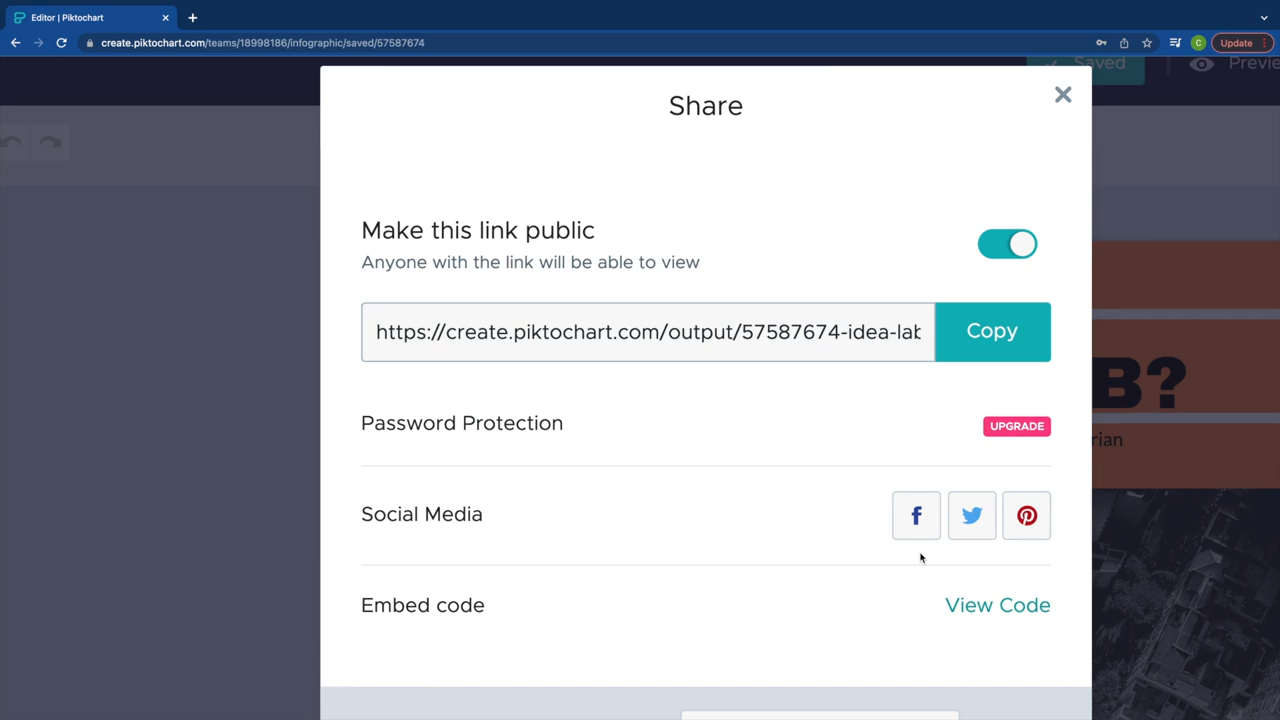 Editor | Piktochart
create.piktochart.com/teams/18998186/infographic/saved/57587674
C
Update
Saved
Previe
Share
Make this link public
Anyone with the link will be able to view
https://create.piktochart.com/output/57587674-idea-lab
Copy
B?
Password Protection
UPGRADE
rian
Social Media
Embed code
View Code